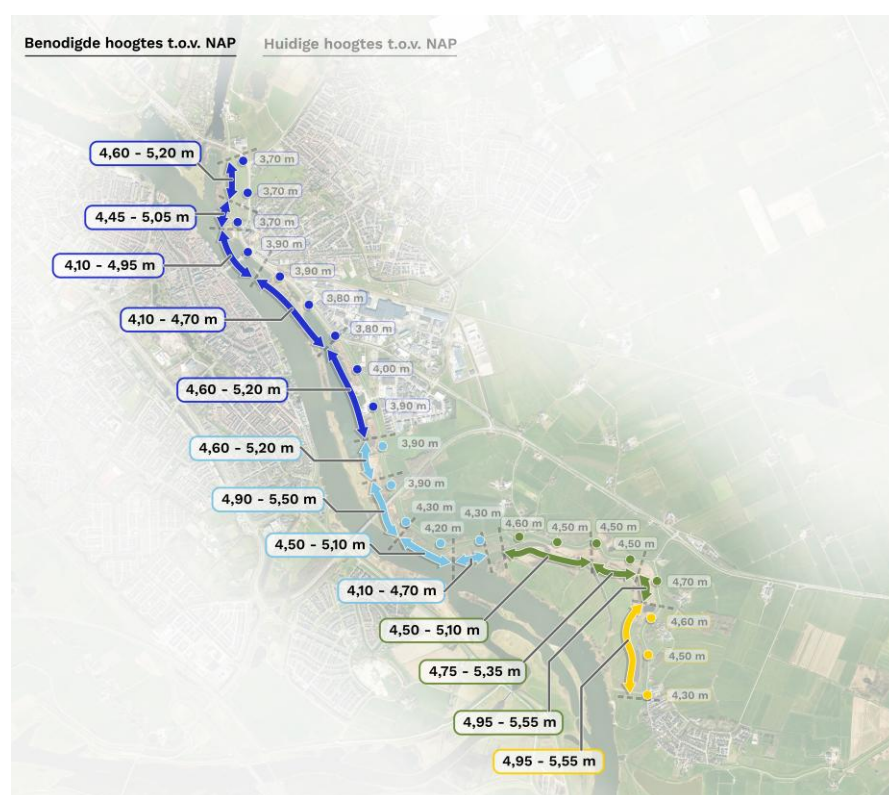 Benodigde hoogtes t.o.v. NAP
Huidige hoogtes t.o.v. NAP
4,60 - 5,20 m
3,70 m
3,70 m
4,45 - 5,05 m
3,70 m
3,90 m
4,10 - 4,95 m
3,90 m
3,80 m
4,10 - 4,70 m
3,80 m
4,00 m
4,60 - 5,20 m
3,90 m
4,60 - 5,20 m
3,90 m
3,90 m
4,90 - 5,50 m
4,30 m
4,30 m
4,20 m
4,60 m
4,50 m
4,50 m
4,50 - 5,10 m
4,50 m
4,10 - 4,70 m
4,70 m
4,60 m
4,50 - 5,10 m
4,50 m
4,75 - 5,35 m
4,30 m
4,95 - 5,55 m
4,95 - 5,55 m